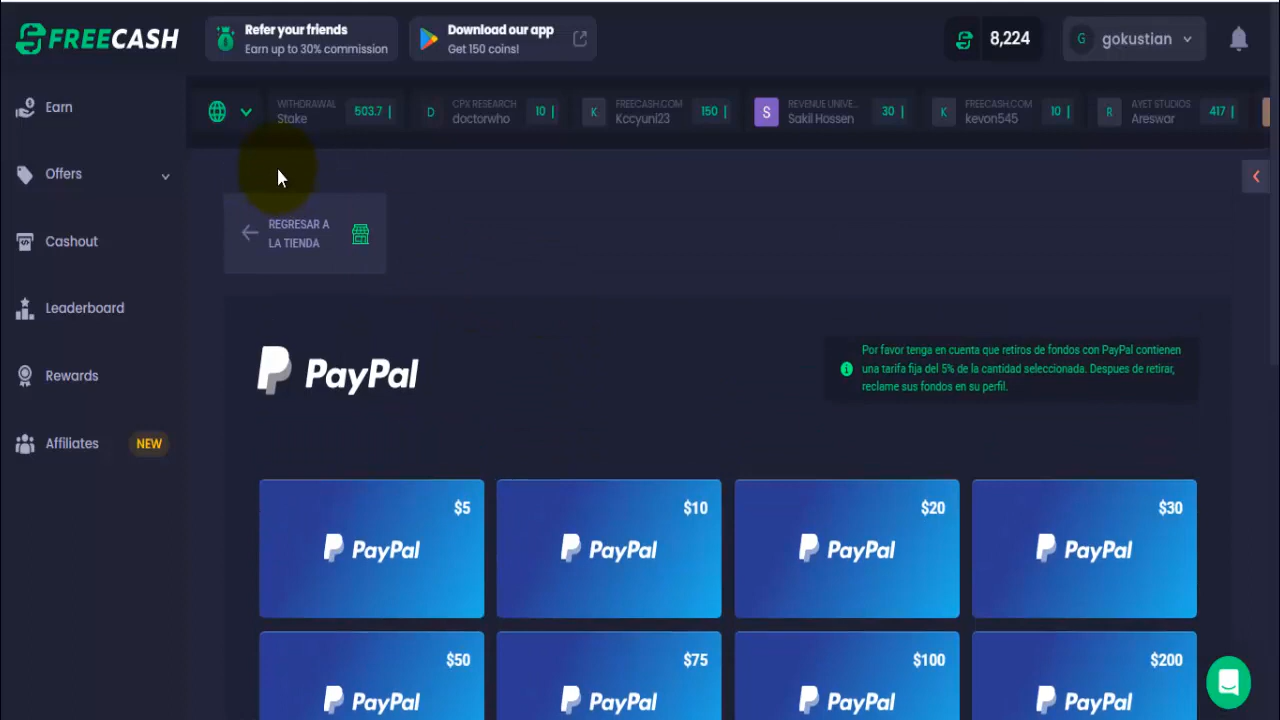 FREECASH
Refer your friends
Earn up to 30% commission
Download our app
Get 150 coins!
8,224
G gokustian
Earn
Offers
Cashout
Leaderboard
Rewards
Affiliates NEW
WITHDRAWAL
Stake
503.7
D
CPX RESEARCH
doctorwho
10
K
FREECASH.COM
Kccyuni23
150
S
REVENUE UNIVE...
Sakil Hossen
30
K
FREECASH.COM
kevon545
10
R
AYET STUDIOS
Areswar
417
REGRESAR A
LA TIENDA
PayPal
Por favor tenga en cuenta que retiros de fondos con PayPal contienen
una tarifa fija del 5% de la cantidad seleccionada. Despues de retirar,
reclame sus fondos en su perfil.
$5
PayPal
$10
PayPal
$20
PayPal
$30
PayPal
$50
PayPal
$75
PayPal
$100
PayPal
$200
PayPal